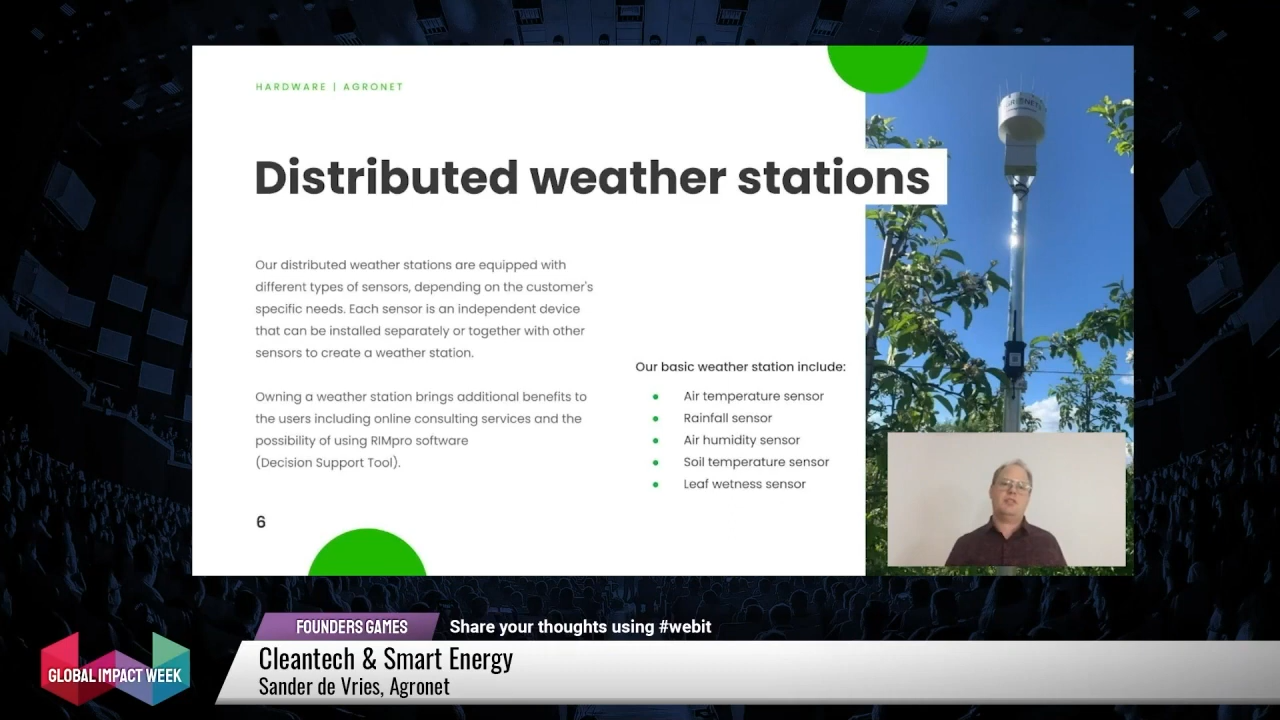 HARDWARE | AGRONET
Distributed weather stations
Our distributed weather stations are equipped with
different types of sensors, depending on the customer's
specific needs. Each sensor is an independent device
that can be installed separately or together with other
sensors to create a weather station.
Owning a weather station brings additional benefits to
the users including online consulting services and the
possibility of using RIMpro software
(Decision Support Tool).
Our basic weather station include:
Air temperature sensor
Rainfall sensor
Air humidity sensor
Soil temperature sensor
Leaf wetness sensor
6
FOUNDERS GAMES
Share your thoughts using #webit
GLOBAL IMPACT WEEK
Cleantech & Smart Energy
Sander de Vries, Agronet